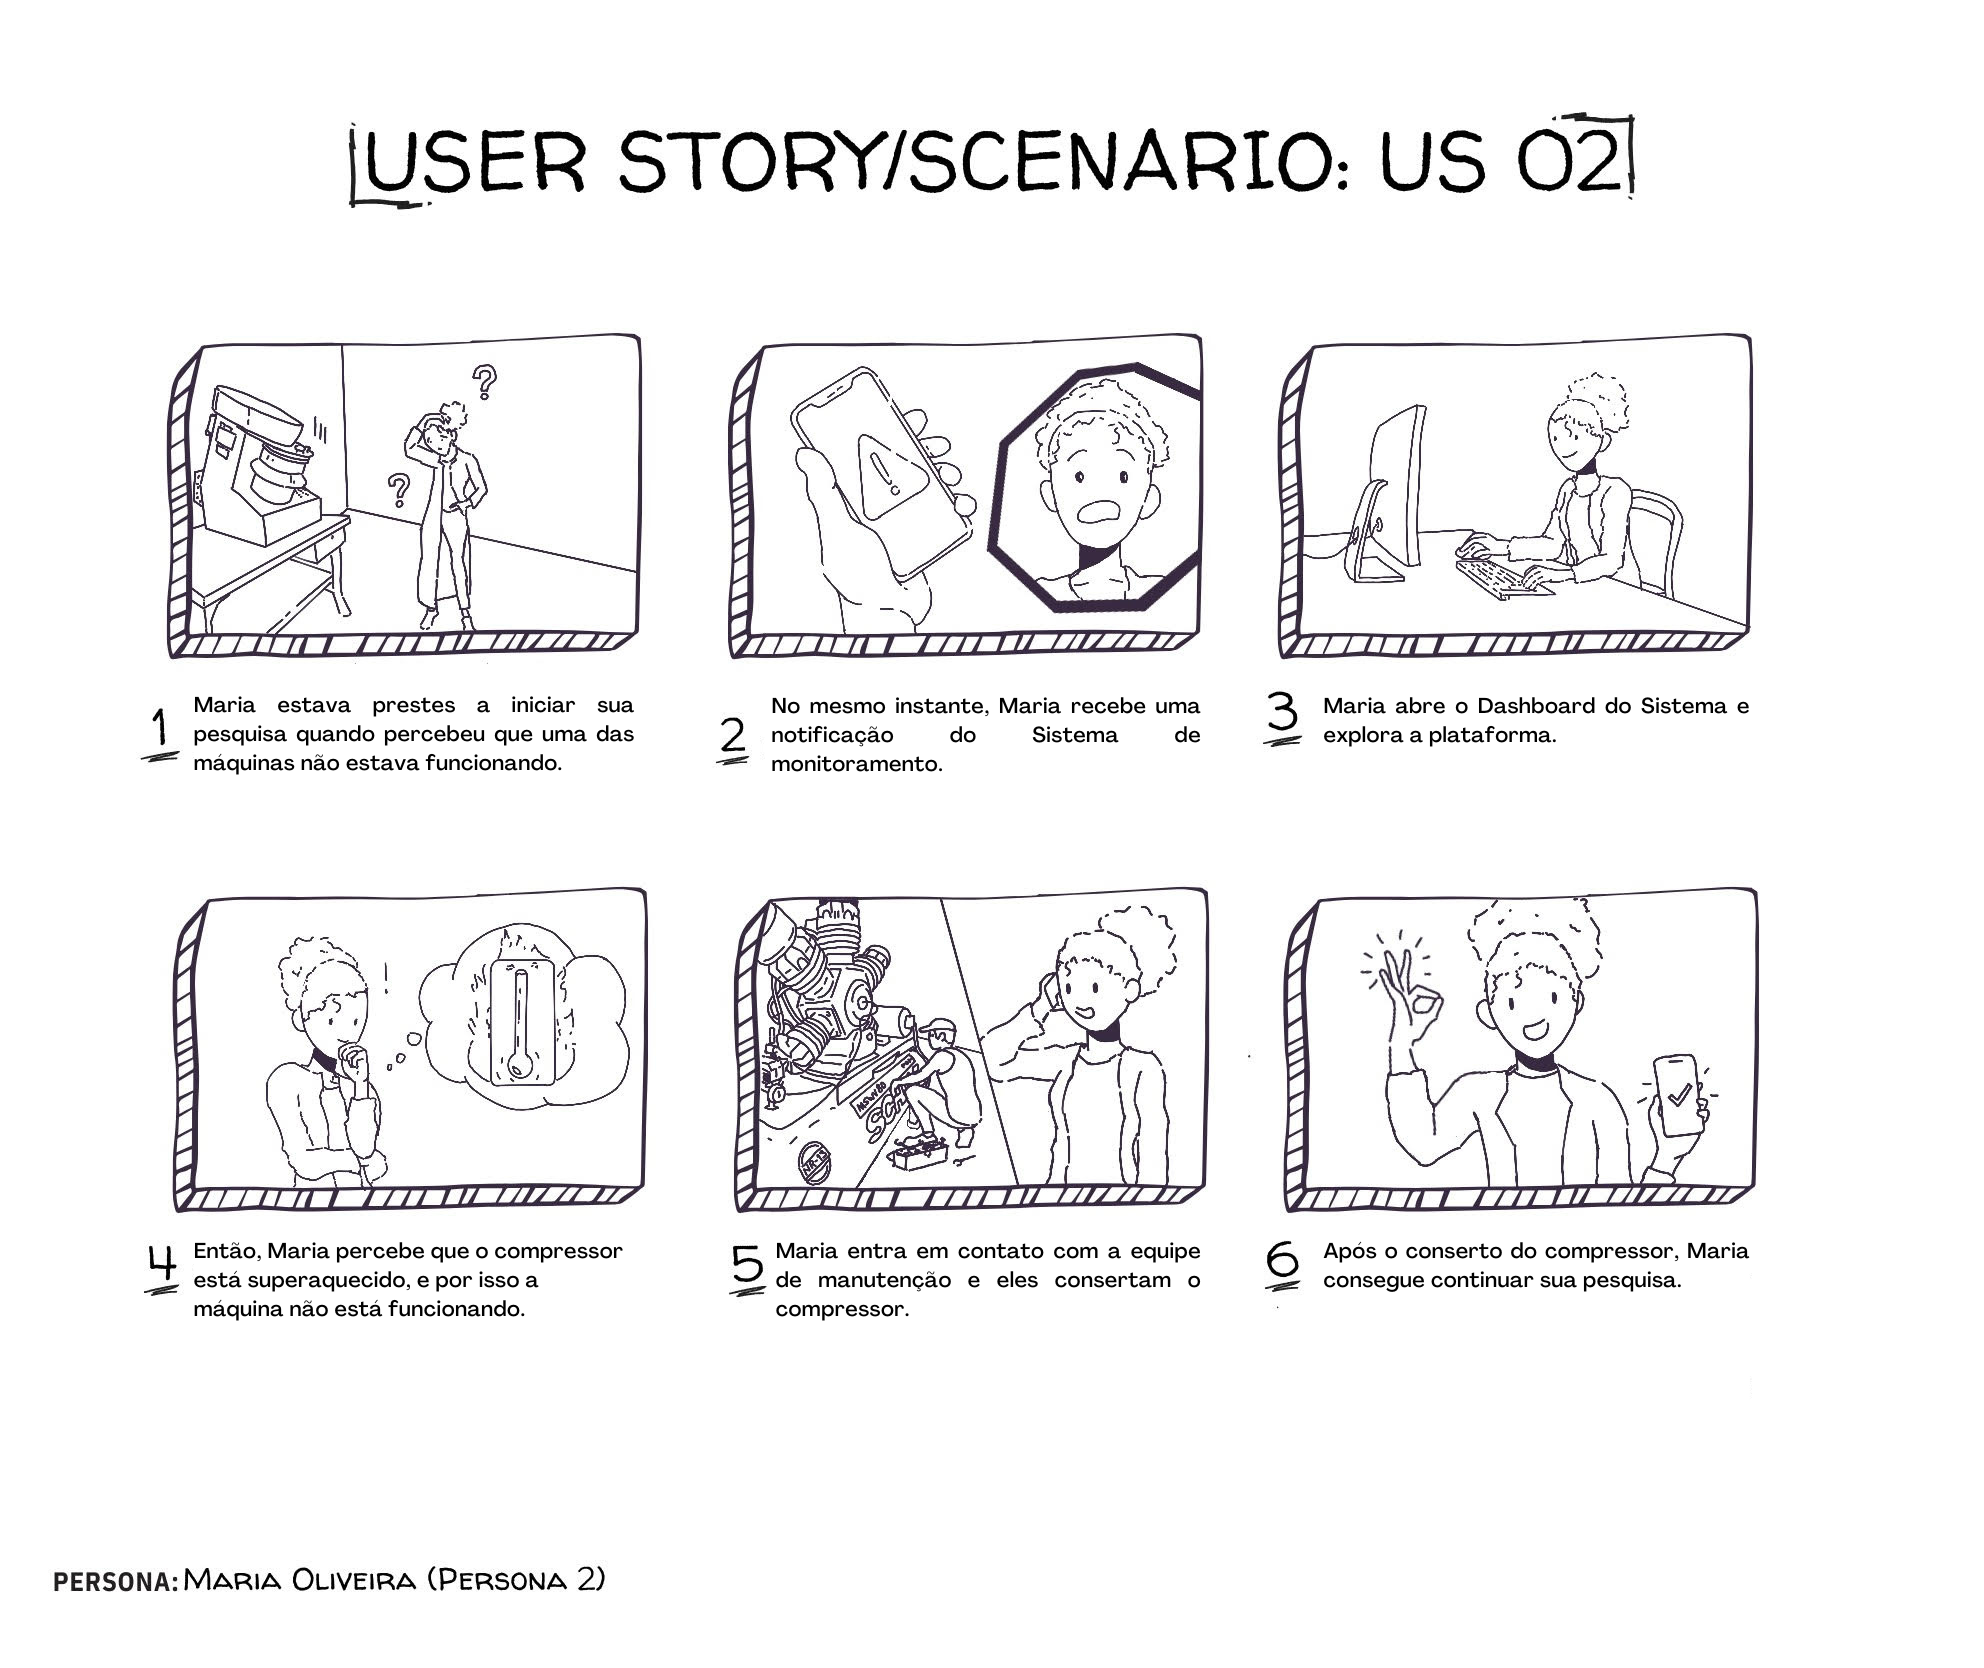 USER STORY/SCENARIO: US 02
?
?
1
Maria estava prestes a iniciar sua
pesquisa quando percebeu que uma das
máquinas não estava funcionando.
!
2
No mesmo instante, Maria recebe uma
notificação do Sistema de
monitoramento.
3
Maria abre o Dashboard do Sistema e
explora a plataforma.
!
4
Então, Maria percebe que o compressor
está superaquecido, e por isso a
máquina não está funcionando.
NR-13
5
Maria entra em contato com a equipe
de manutenção e eles consertam o
compressor.
6
Após o conserto do compressor, Maria
consegue continuar sua pesquisa.
PERSONA: MARIA OLIVEIRA (PERSONA 2)